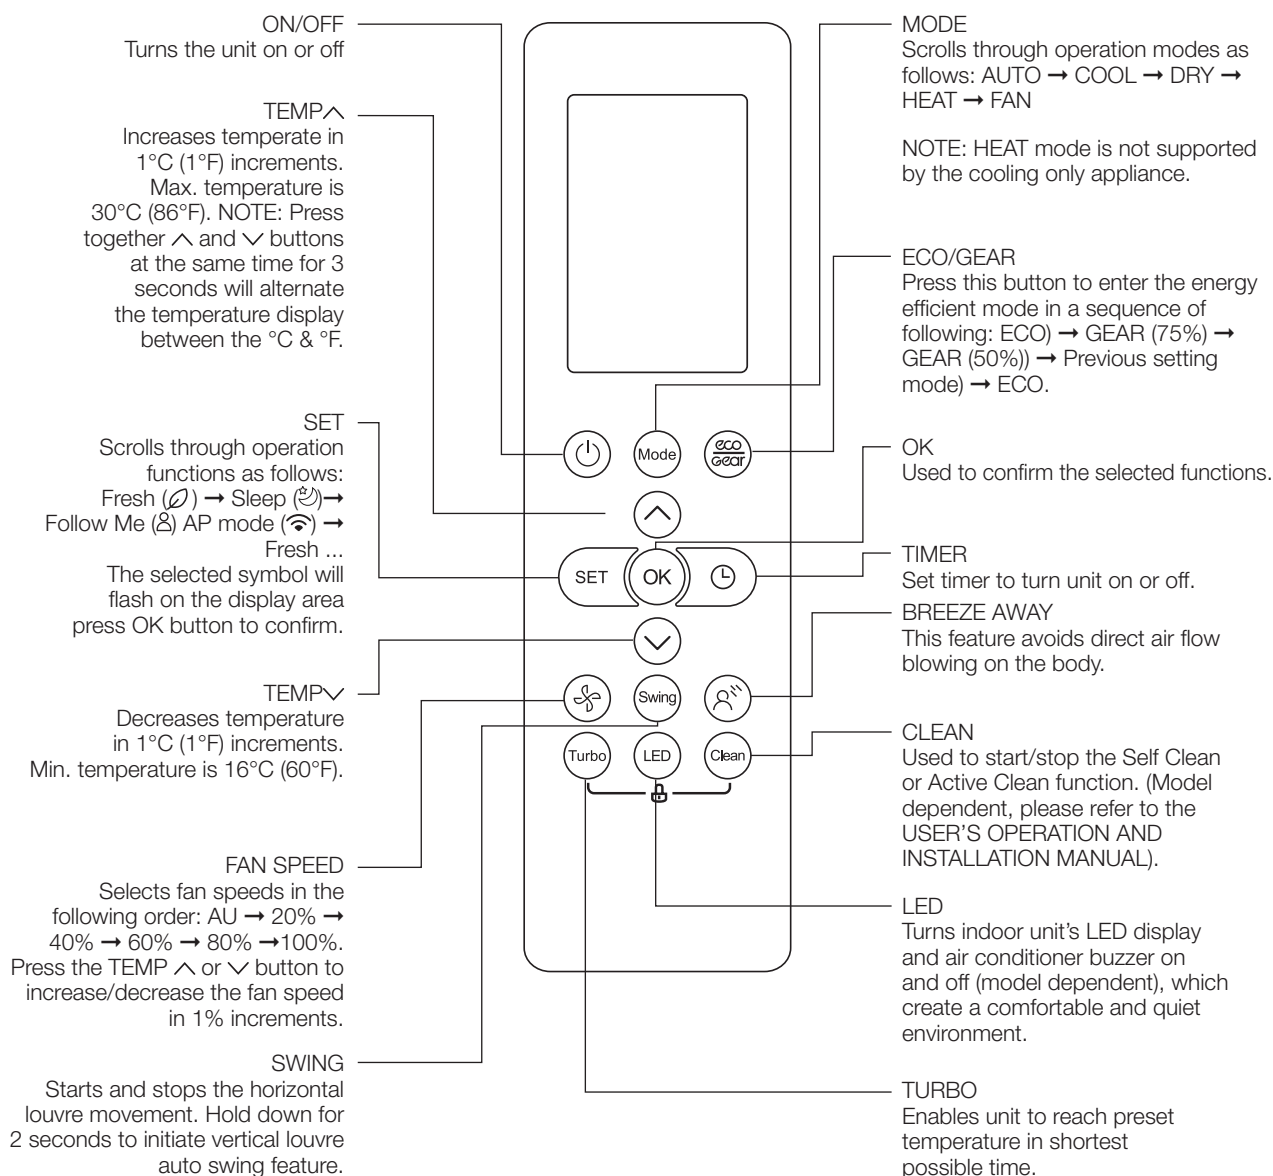 ON/OFF
Turns the unit on or off
TEMP
Increases temperate in
1°C (1°F) increments.
Max. temperature is
30°C (86°F). NOTE: Press
together and buttons
at the same time for 3
seconds will alternate
the temperature display
between the °C & °F.
SET
Scrolls through operation
functions as follows:
Fresh ( ) → Sleep ( )→
Follow Me ( ) AP mode ( ) →
Fresh ...
The selected symbol will
flash on the display area
press OK button to confirm.
TEMP
Decreases temperature
in 1°C (1°F) increments.
Min. temperature is 16°C (60°F).
FAN SPEED
Selects fan speeds in the
following order: AU → 20% →
40% → 60% → 80% →100%.
Press the TEMP or button to
increase/decrease the fan speed
in 1% increments.
SWING
Starts and stops the horizontal
louvre movement. Hold down for
2 seconds to initiate vertical louvre
auto swing feature.
Mode
eco
Gear
SET
OK
Swing
Turbo
LED
Clean
MODE
Scrolls through operation modes as
follows: AUTO → COOL → DRY →
HEAT → FAN
NOTE: HEAT mode is not supported
by the cooling only appliance.
ECO/GEAR
Press this button to enter the energy
efficient mode in a sequence of
following: ECO) → GEAR (75%) →
GEAR (50%)) → Previous setting
mode) → ECO.
OK
Used to confirm the selected functions.
TIMER
Set timer to turn unit on or off.
BREEZE AWAY
This feature avoids direct air flow
blowing on the body.
CLEAN
Used to start/stop the Self Clean
or Active Clean function. (Model
dependent, please refer to the
USER'S OPERATION AND
INSTALLATION MANUAL).
LED
Turns indoor unit's LED display
and air conditioner buzzer on
and off (model dependent), which
create a comfortable and quiet
environment.
TURBO
Enables unit to reach preset
temperature in shortest
possible time.